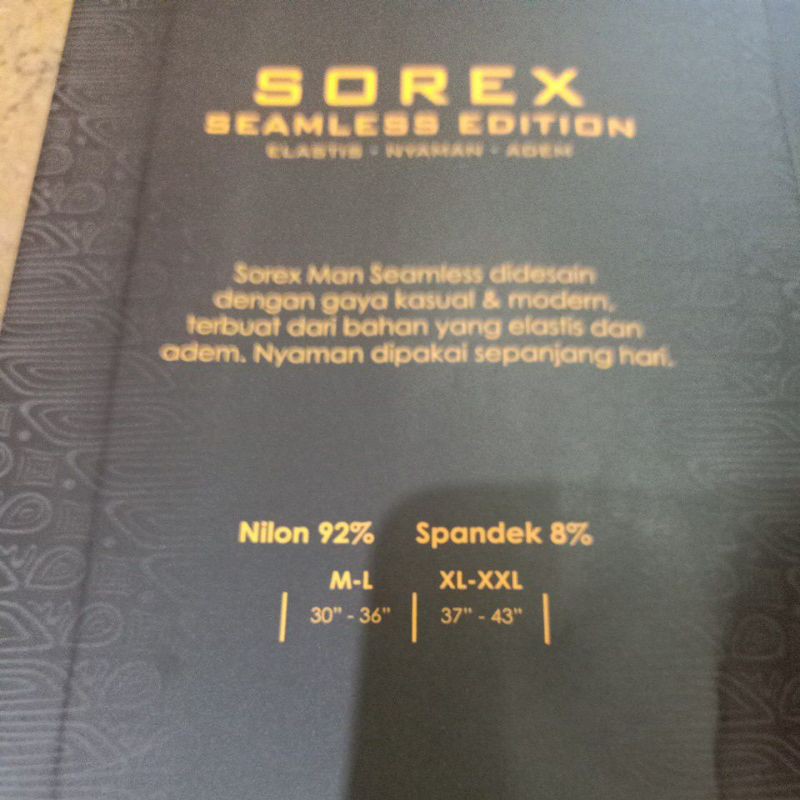 SOREX
SEAMLESS EDITION
ELASTIS - NYAMAN - ADEM
Sorex Man Seamless didesain
dengan gaya kasual & modern,
terbuat dari bahan yang elastis dan
adem. Nyaman dipakai sepanjang hari.
Nilon 92% Spandek 8%
M-L XL-XXL
30" - 36" 37" - 43"